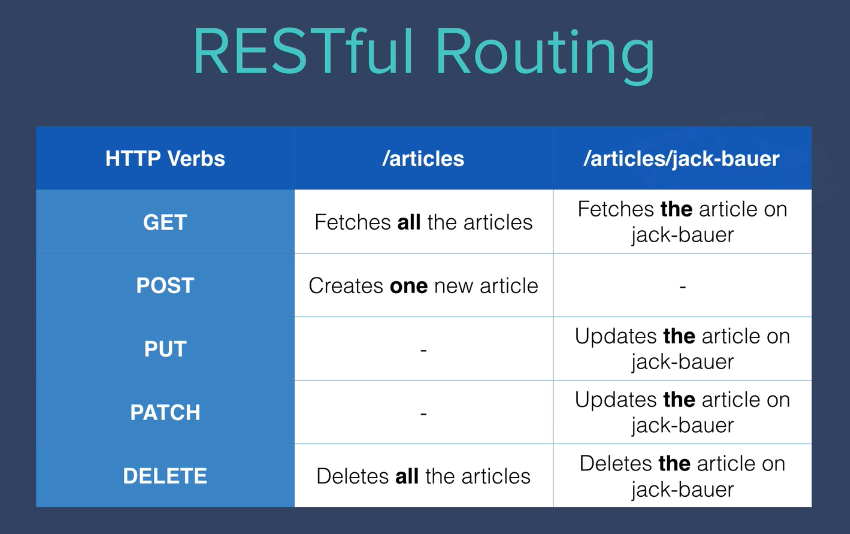 RESTful Routing
HTTP Verbs /articles /articles/jack-bauer
GET Fetches all the articles Fetches the article on
jack-bauer
POST Creates one new article -
PUT - Updates the article on
jack-bauer
PATCH - Updates the article on
jack-bauer
DELETE Deletes all the articles Deletes the article on
jack-bauer